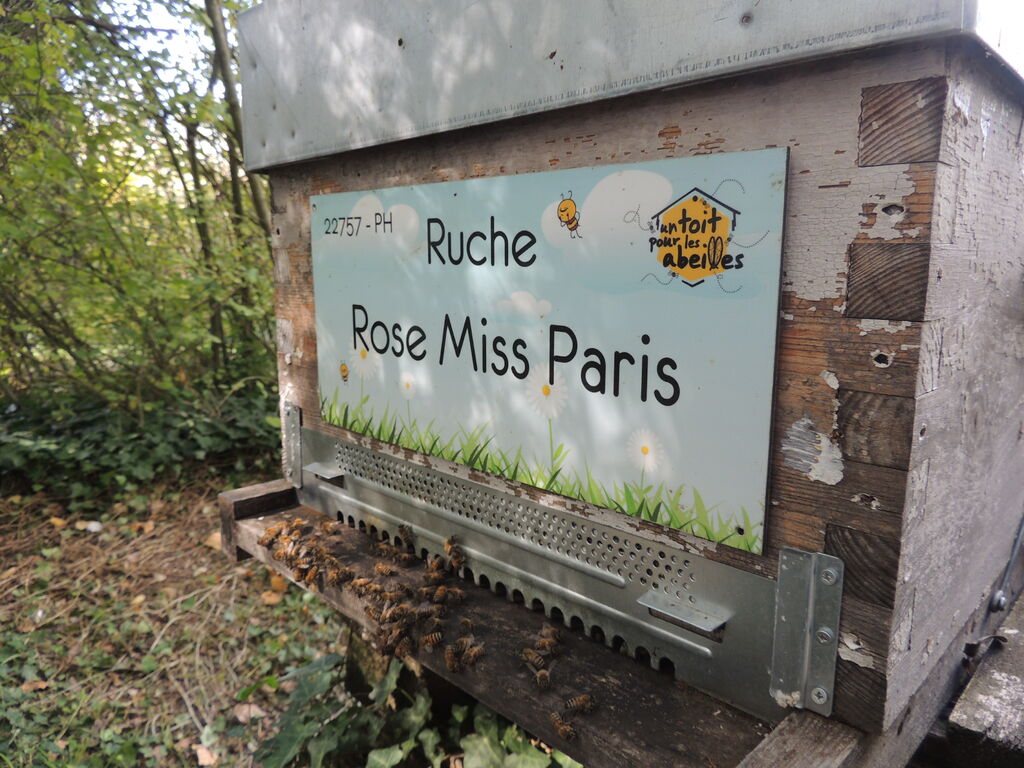 22757 - PH
Ruche
un toit
pour les
abeilles
Rose Miss Paris